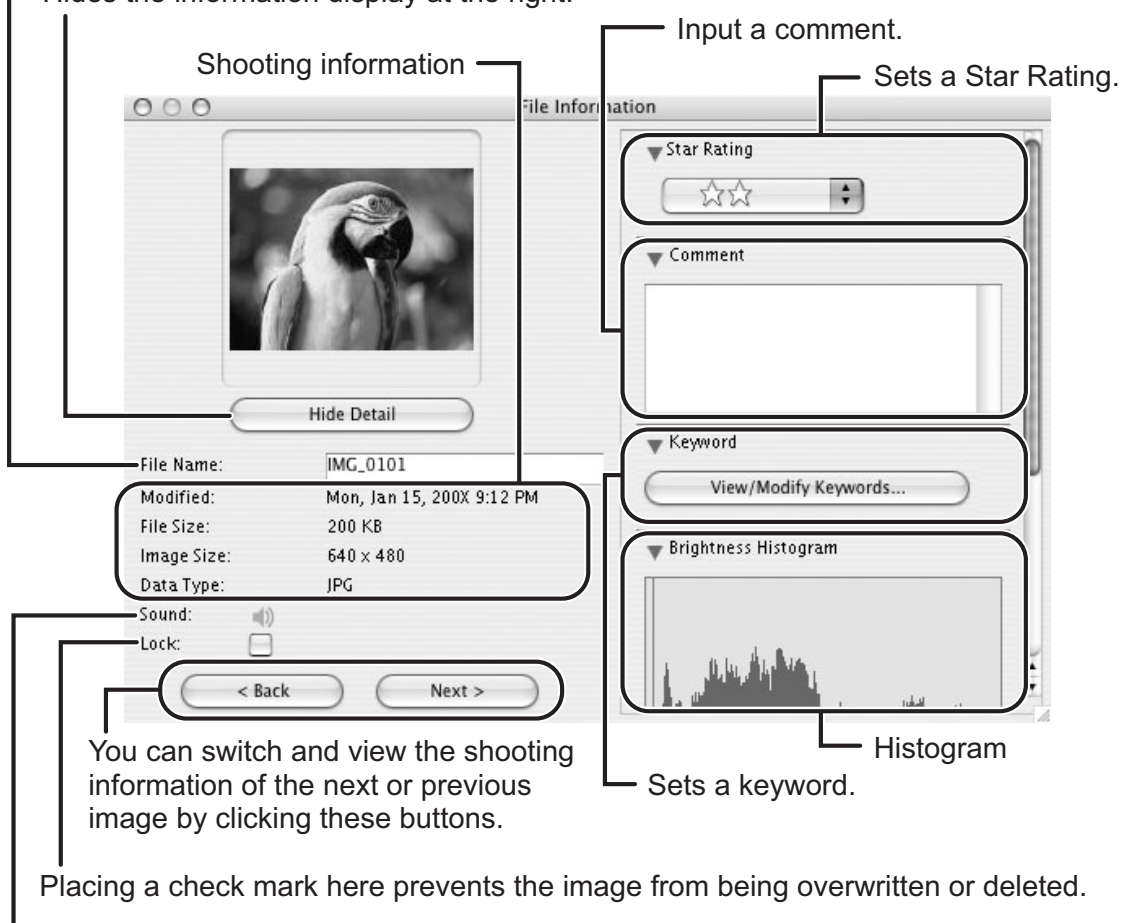 Hides the information display at the right.
Input a comment.
Shooting information
Sets a Star Rating.
File Information
Star Rating
Comment
Hide Detail
Keyword
File Name: IMG_0101
View/Modify Keywords...
Modified: Mon, Jan 15, 200X 9:12 PM
File Size: 200 KB
Brightness Histogram
Image Size: 640 x 480
Data Type: JPG
Sound:
Lock:
< Back Next >
You can switch and view the shooting
information of the next or previous
image by clicking these buttons.
Histogram
Sets a keyword.
Placing a check mark here prevents the image from being overwritten or deleted.